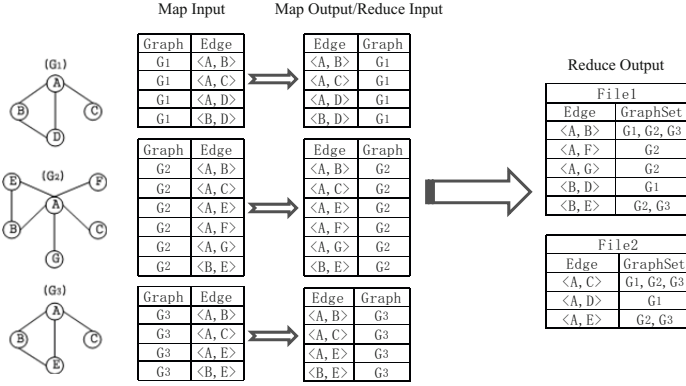 Map Input
Map Output/Reduce Input
Reduce Output
(G1)
A
B
C
D
Graph Edge
G1 <A, B>
G1 <A, C>
G1 <A, D>
G1 <B, D>
Edge Graph
<A, B> G1
<A, C> G1
<A, D> G1
<B, D> G1
(G2)
E
F
A
B
C
G
Graph Edge
G2 <A, B>
G2 <A, C>
G2 <A, E>
G2 <A, F>
G2 <A, G>
G2 <B, E>
Edge Graph
<A, B> G2
<A, C> G2
<A, E> G2
<A, F> G2
<A, G> G2
<B, E> G2
(G3)
A
B
C
E
Graph Edge
G3 <A, B>
G3 <A, C>
G3 <A, E>
G3 <B, E>
Edge Graph
<A, B> G3
<A, C> G3
<A, E> G3
<B, E> G3
File1
Edge GraphSet
<A, B> G1, G2, G3
<A, F> G2
<A, G> G2
<B, D> G1
<B, E> G2, G3
File2
Edge GraphSet
<A, C> G1, G2, G3
<A, D> G1
<A, E> G2, G3